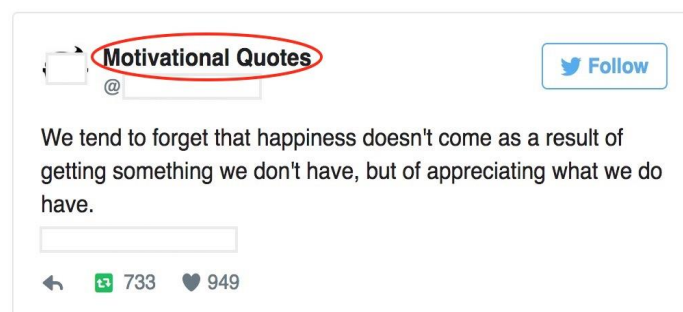 Motivational Quotes
@
Follow
We tend to forget that happiness doesn't come as a result of
getting something we don't have, but of appreciating what we do
have.
733 949